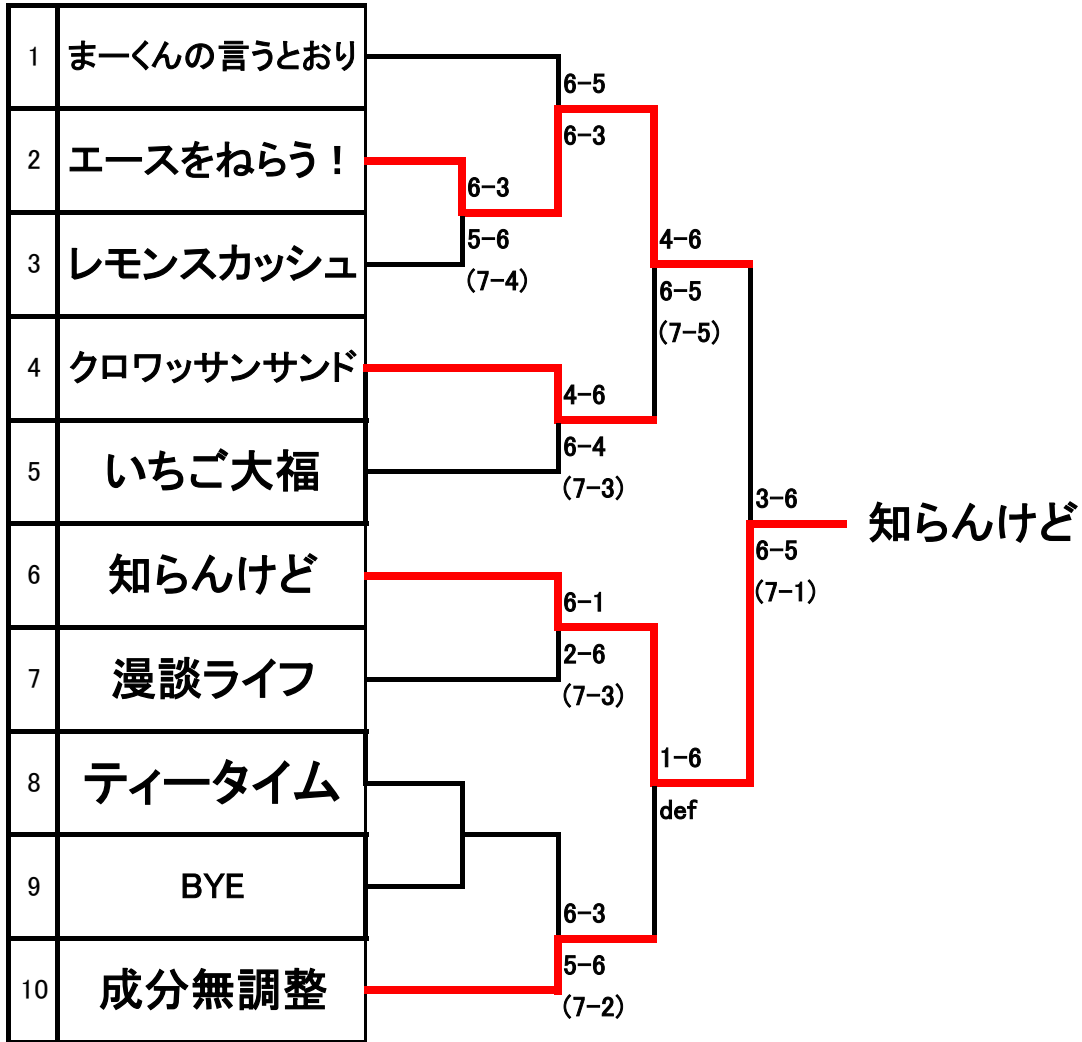 1 まーくんの言うとおり
2 エースをねらう！
3 レモンスカッシュ
4 クロワッサンサンド
5 いちご大福
6 知らんけど
7 漫談ライフ
8 ティータイム
9 BYE
10 成分無調整
6-3
5-6
(7-4)
6-5
6-3
4-6
6-4
(7-3)
6-1
2-6
(7-3)
6-3
5-6
(7-2)
4-6
6-5
(7-5)
1-6
def
3-6
6-5
(7-1)
知らんけど